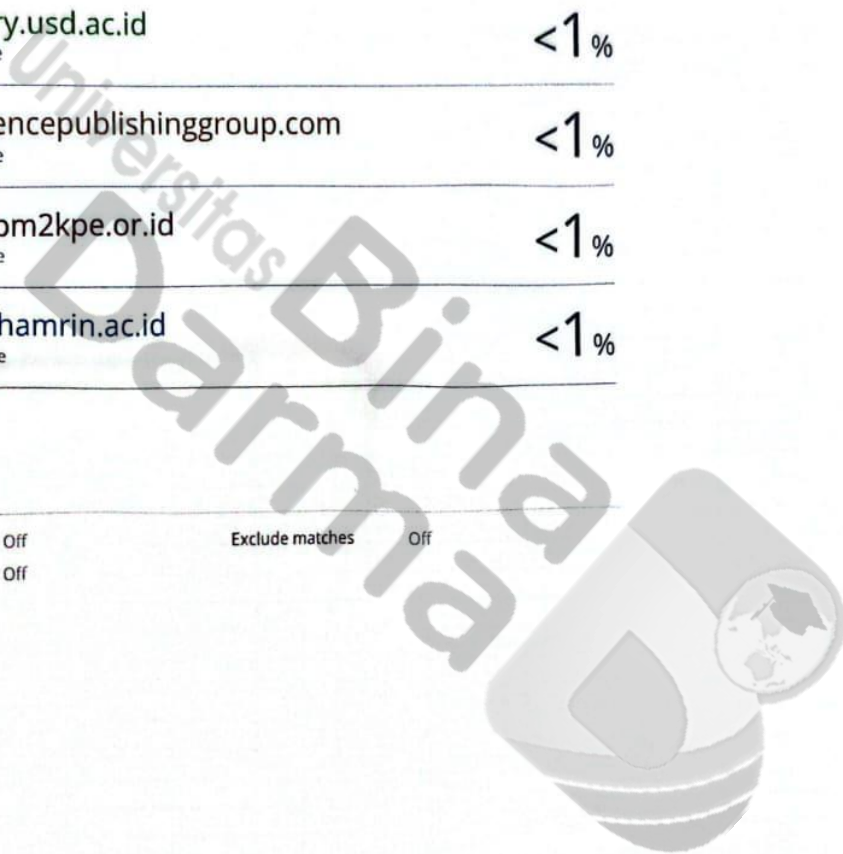 y.usd.ac.id
<1%
e
encepublishinggroup.com
<1%
e
om2kpe.or.id
<1%
e
hamrin.ac.id
<1%
e
Off
Exclude matches Off
Off
Universitas
Bina
Darma